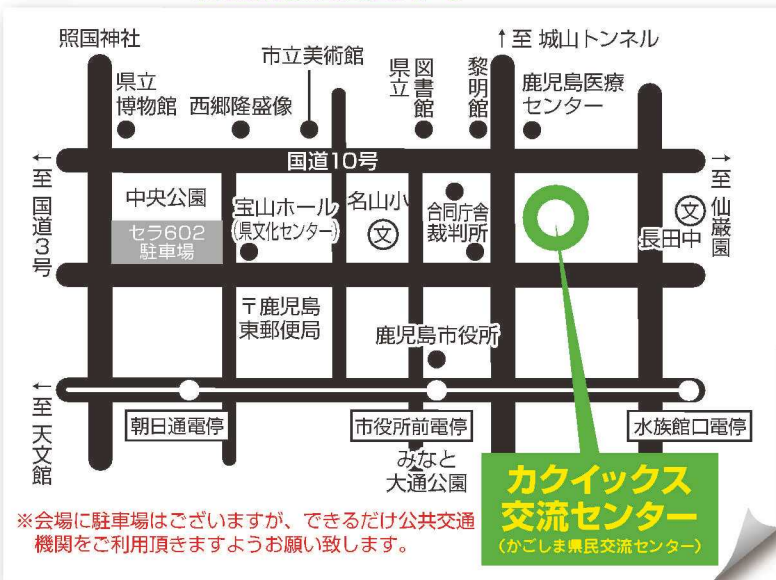 照国神社
市立美術館
↑至 城山トンネル
県立
博物館
西郷隆盛像
県立
図書館
黎明館
鹿児島医療
センター
国道10号
←至 国道3号
中央公園
セラ602
駐車場
宝山ホール
(県文化センター)
名山小
文
合同庁舎
裁判所
文
長田中
→至 仙巌園
〒鹿児島
東郵便局
鹿児島市役所
←至 天文館
朝日通電停
市役所前電停
水族館口電停
みなと
大通公園
カクイックス
交流センター
(かごしま県民交流センター)
※会場に駐車場はございますが、できるだけ公共交通
機関をご利用頂きますようお願い致します。